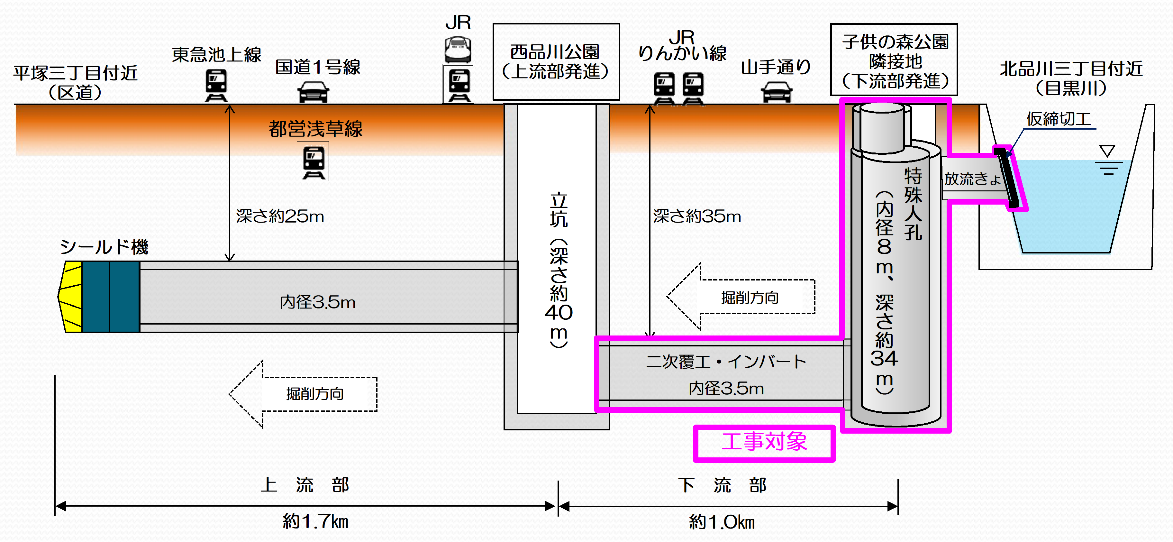 平塚三丁目付近
（区道）
東急池上線
国道1号線
JR
西品川公園
（上流部発進）
JR
りんかい線
山手通り
子供の森公園
隣接地
（下流部発進）
北品川三丁目付近
（目黒川）
仮締切工
都営浅草線
放流きょ
特殊人孔
（内径8m、深さ約34m）
立坑（深さ約40m）
深さ約25m
深さ約35m
シールド機
内径3.5m
掘削方向
掘削方向
二次覆工・インバート
内径3.5m
工事対象
上　流　部
下　流　部
約1.7km
約1.0km